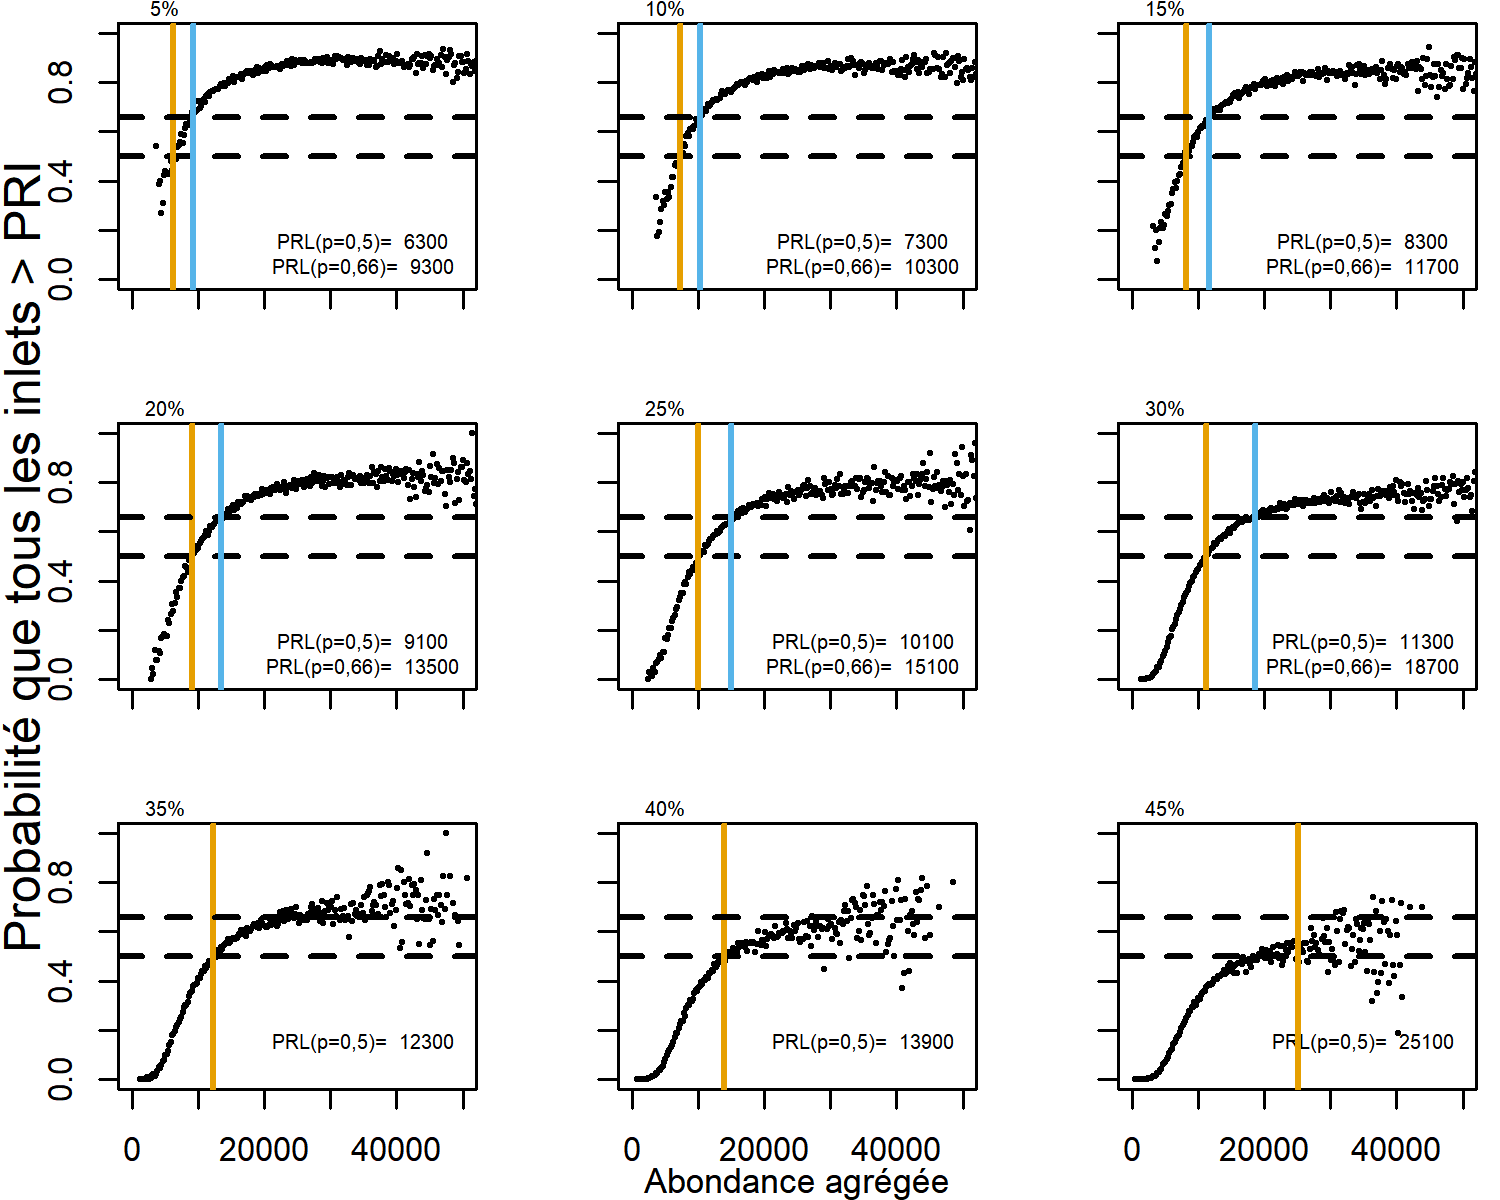 Probabilité que tous les inlets > PRI
5%
0.0 0.4 0.8
PRL(p=0,5)= 6300
PRL(p=0,66)= 9300
10%
PRL(p=0,5)= 7300
PRL(p=0,66)= 10300
15%
PRL(p=0,5)= 8300
PRL(p=0,66)= 11700
20%
0.0 0.4 0.8
PRL(p=0,5)= 9100
PRL(p=0,66)= 13500
25%
PRL(p=0,5)= 10100
PRL(p=0,66)= 15100
30%
PRL(p=0,5)= 11300
PRL(p=0,66)= 18700
35%
0.0 0.4 0.8
PRL(p=0,5)= 12300
0 20000 40000
40%
PRL(p=0,5)= 13900
0 20000 40000
45%
PRL(p=0,5)= 25100
0 20000 40000
Abondance agrégée